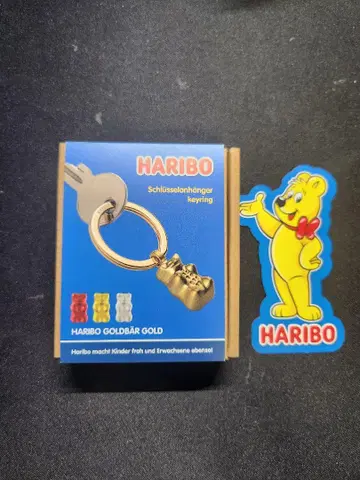 HARIBO
Schlüsselanhänger
keyring
HARIBO GOLDBÄR GOLD
Haribo macht Kinder froh und Erwachsene ebenso!
HARIBO